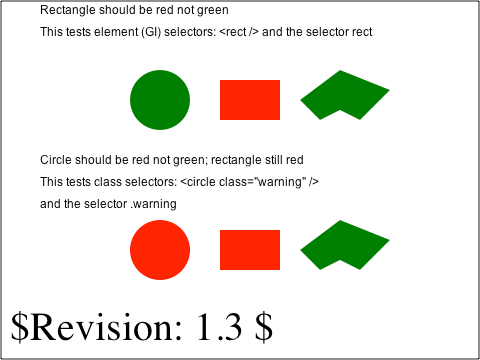 Rectangle should be red not green
This tests element (GI) selectors: <rect /> and the selector rect
Circle should be red not green; rectangle still red
This tests class selectors: <circle class="warning" />
and the selector .warning
$Revision: 1.3 $